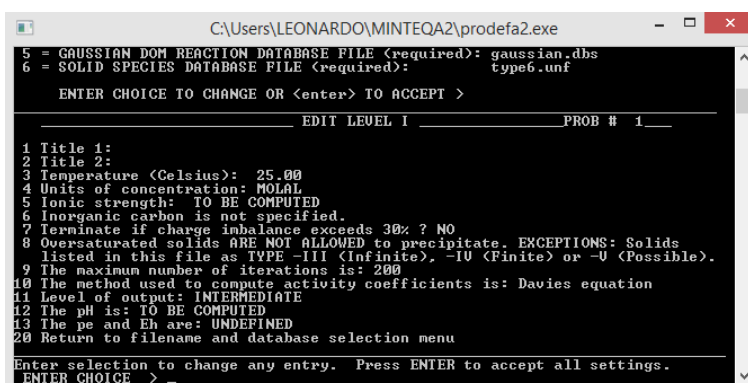 C:\Users\LEONARDO\MINTEQA2\prodefa2.exe
5 = GAUSSIAN DOM REACTION DATABASE FILE (required): gaussian.dbs
6 = SOLID SPECIES DATABASE FILE (required): type6.unf
ENTER CHOICE TO CHANGE OR <enter> TO ACCEPT >
EDIT LEVEL I PROB # 1
1 Title 1:
2 Title 2:
3 Temperature (Celsius): 25.00
4 Units of concentration: MOLAL
5 Ionic strength: TO BE COMPUTED
6 Inorganic carbon is not specified.
7 Terminate if charge imbalance exceeds 30% ? NO
8 Oversaturated solids ARE NOT ALLOWED to precipitate. EXCEPTIONS: Solids
listed in this file as TYPE -III (Infinite), -IV (Finite) or -V (Possible).
9 The maximum number of iterations is: 200
10 The method used to compute activity coefficients is: Davies equation
11 Level of output: INTERMEDIATE
12 The pH is: TO BE COMPUTED
13 The pe and Eh are: UNDEFINED
20 Return to filename and database selection menu
Enter selection to change any entry. Press ENTER to accept all settings.
ENTER CHOICE > _